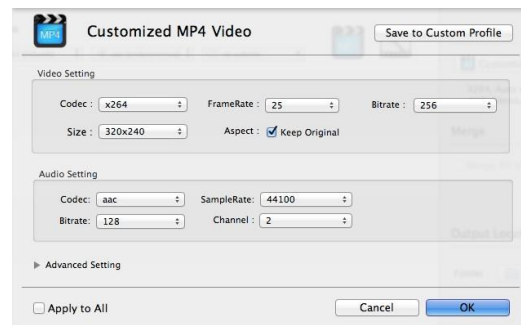 MP4 Customized MP4 Video Save to Custom Profile
Video Setting
Codec : x264 FrameRate : 25 Bitrate : 256
Size : 320x240 Aspect : Keep Original
Audio Setting
Codec: aac SampleRate: 44100
Bitrate: 128 Channel : 2
Advanced Setting
Apply to All Cancel OK
Merge
Output